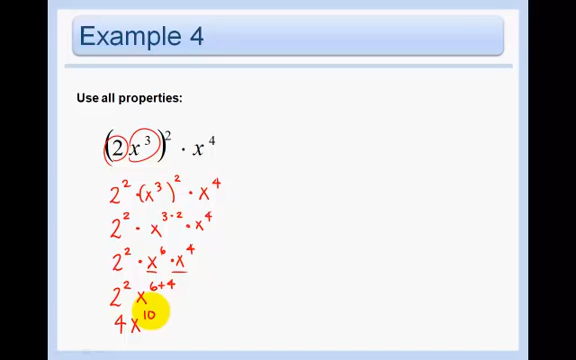 Example 4
Use all properties:
(2x³)² · x⁴
2² · (x³)² · x⁴
2² · x³·² · x⁴
2² · x⁶ · x⁴
2² x⁶⁺⁴
4x¹⁰